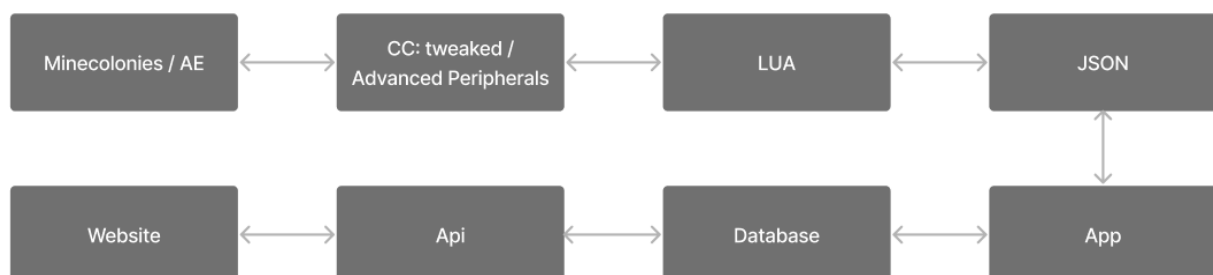 Minecolonies / AE
CC: tweaked /
Advanced Peripherals
LUA
JSON
Website
Api
Database
App